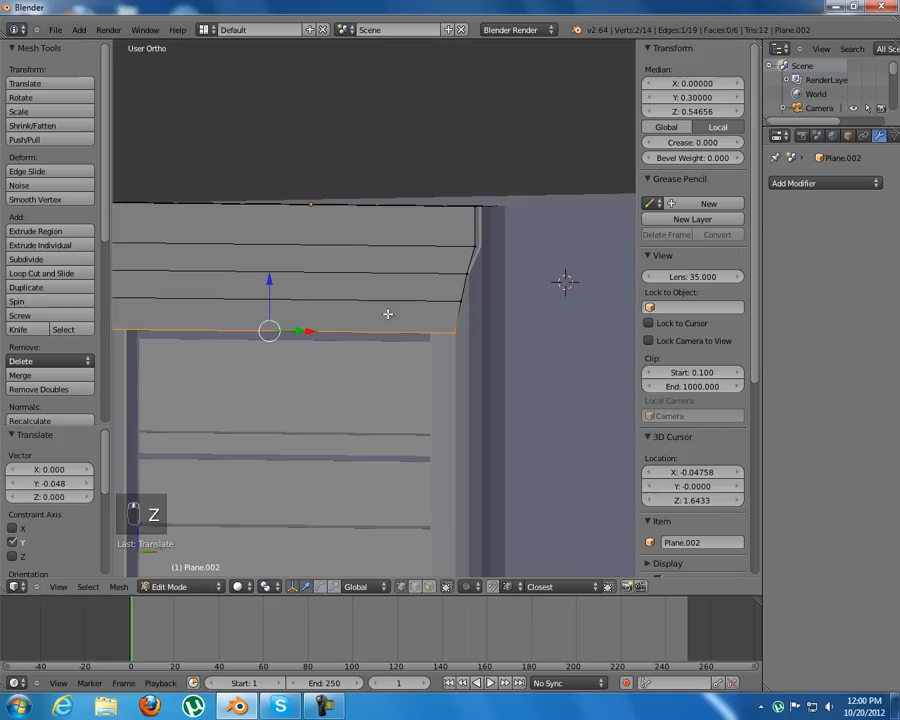 Blender
File Add Render Window Help Default Scene Blender Render v2.64 | Verts:2/14 | Edges:1/19 | Faces:0/6 | Tris:12 | Plane.002
Mesh Tools
Transform:
Translate
Rotate
Scale
Shrink/Fatten
Push/Pull
Deform:
Edge Slide
Noise
Smooth Vertex
Add:
Extrude Region
Extrude Individual
Subdivide
Loop Cut and Slide
Duplicate
Spin
Screw
Knife Select
Remove:
Delete
Merge
Remove Doubles
Normals:
Recalculate
Translate
Vector
X: 0.000
Y: -0.048
Z: 0.000
Constraint Axis
X
Y
Z
Orientation
User Ortho
Z
Last: Translate
(1) Plane.002
Transform
Median:
X: 0.00000
Y: 0.30000
Z: 0.54656
Global Local
Crease: 0.000
Bevel Weight: 0.000
Grease Pencil
New
New Layer
Delete Frame Convert
View
Lens: 35.000
Lock to Object:
Lock to Cursor
Lock Camera to View
Clip:
Start: 0.100
End: 1000.000
Local Camera:
Camera
3D Cursor
Location:
X: -0.04758
Y: -0.0000
Z: 1.6433
Item
Plane.002
Display
View Search All Sce
Scene
RenderLaye
World
Camera
Plane.002
Add Modifier
View Select Mesh Edit Mode Global Closest
-40 -20 0 20 40 60 80 100 120 140 160 180 200 220 240 260
View Marker Frame Playback Start: 1 End: 250 1 No Sync
12:00 PM
10/20/2012